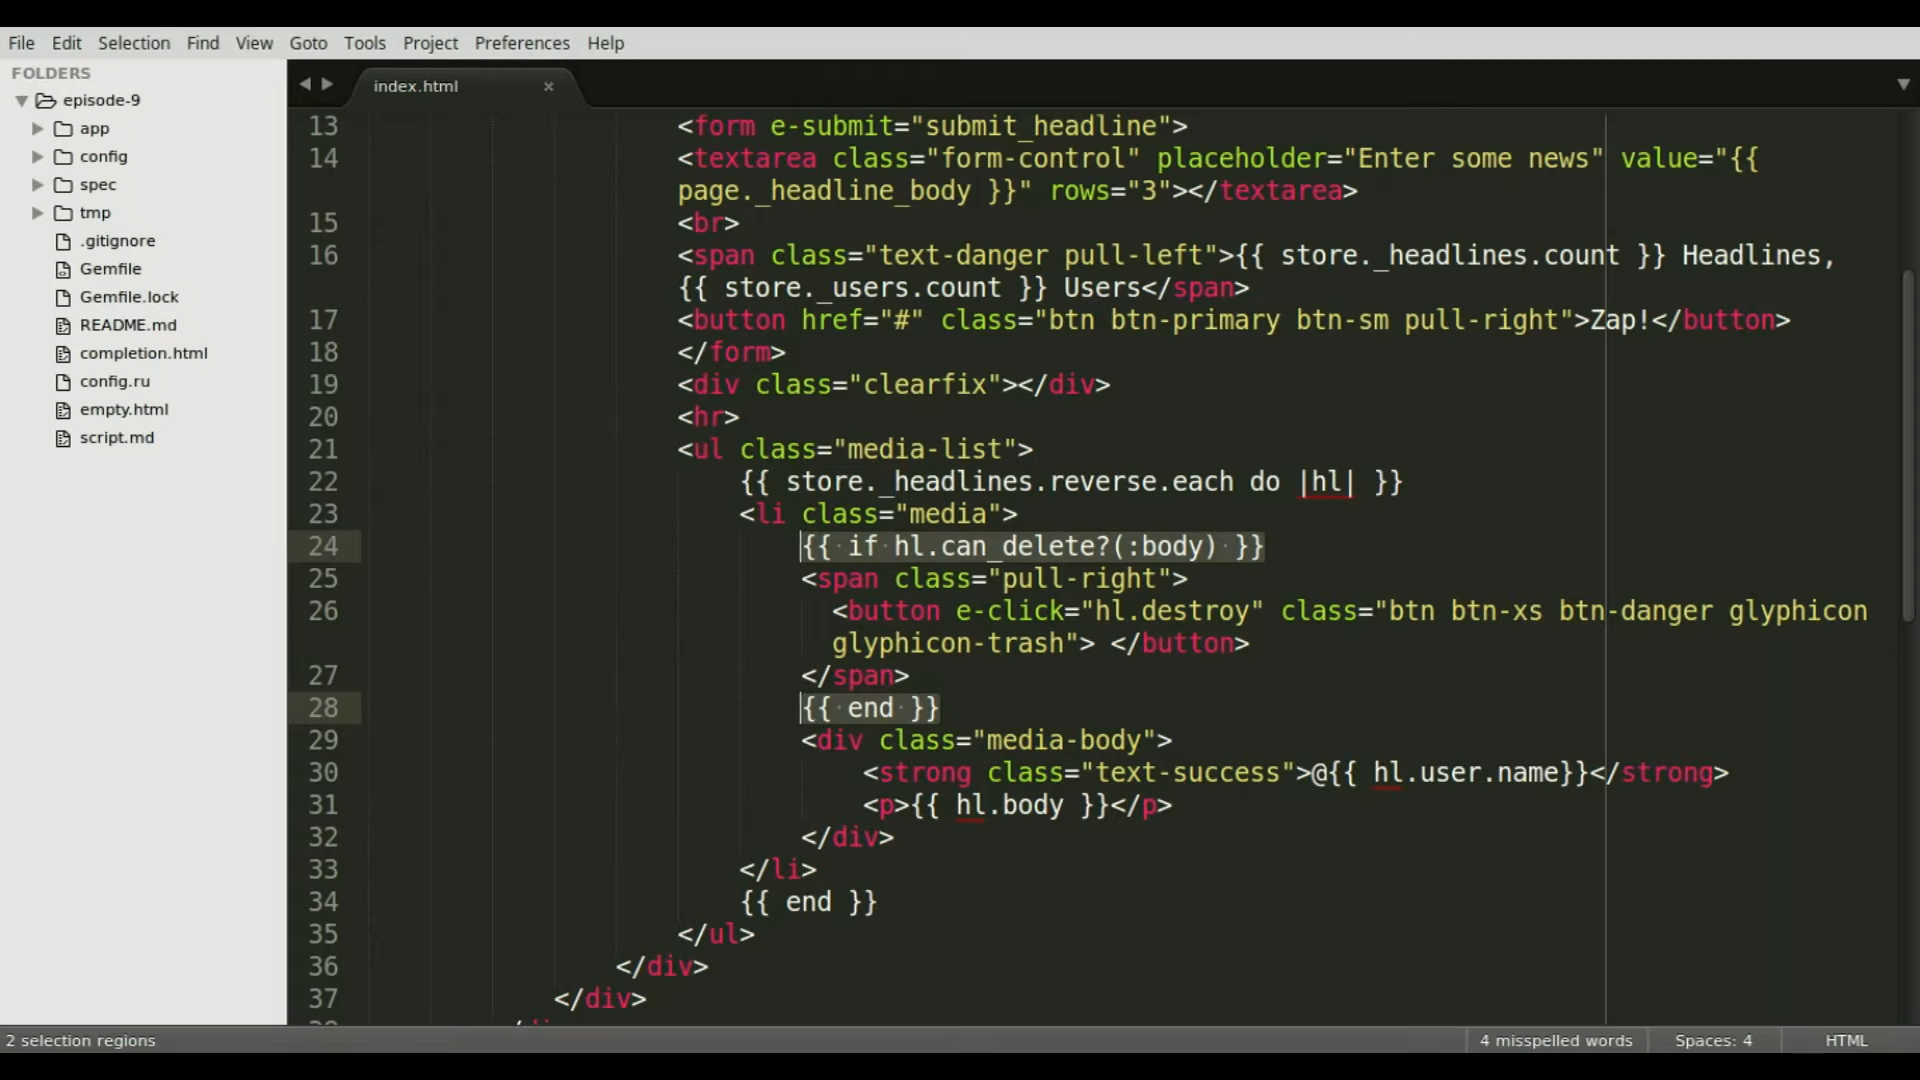 File Edit Selection Find View Goto Tools Project Preferences Help
FOLDERS
episode-9
app
config
spec
tmp
.gitignore
Gemfile
Gemfile.lock
README.md
completion.html
config.ru
empty.html
script.md
index.html ×
13 <form e-submit="submit_headline">
14 <textarea class="form-control" placeholder="Enter some news" value="{{
page._headline_body }}" rows="3"></textarea>
15 <br>
16 <span class="text-danger pull-left">{{ store._headlines.count }} Headlines,
{{ store._users.count }} Users</span>
17 <button href="#" class="btn btn-primary btn-sm pull-right">Zap!</button>
18 </form>
19 <div class="clearfix"></div>
20 <hr>
21 <ul class="media-list">
22 {{ store._headlines.reverse.each do |hl| }}
23 <li class="media">
24 {{ if hl.can_delete?(:body) }}
25 <span class="pull-right">
26 <button e-click="hl.destroy" class="btn btn-xs btn-danger glyphicon
glyphicon-trash"> </button>
27 </span>
28 {{ end }}
29 <div class="media-body">
30 <strong class="text-success">@{{ hl.user.name}}</strong>
31 <p>{{ hl.body }}</p>
32 </div>
33 </li>
34 {{ end }}
35 </ul>
36 </div>
37 </div>
2 selection regions 4 misspelled words Spaces: 4 HTML